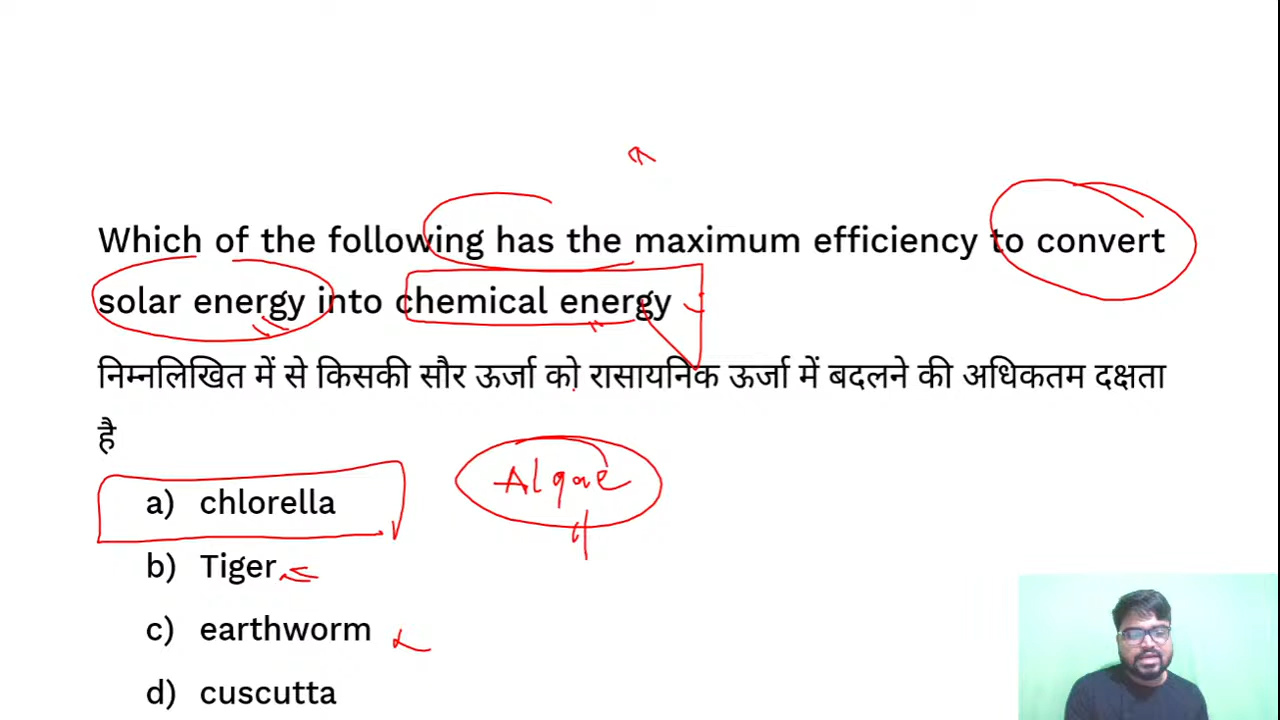 Which of the following has the maximum efficiency to convert
solar energy into chemical energy
निम्नलिखित में से किसकी सौर ऊर्जा को रासायनिक ऊर्जा में बदलने की अधिकतम दक्षता
है
a) chlorella
Algae
b) Tiger
c) earthworm
d) cuscutta